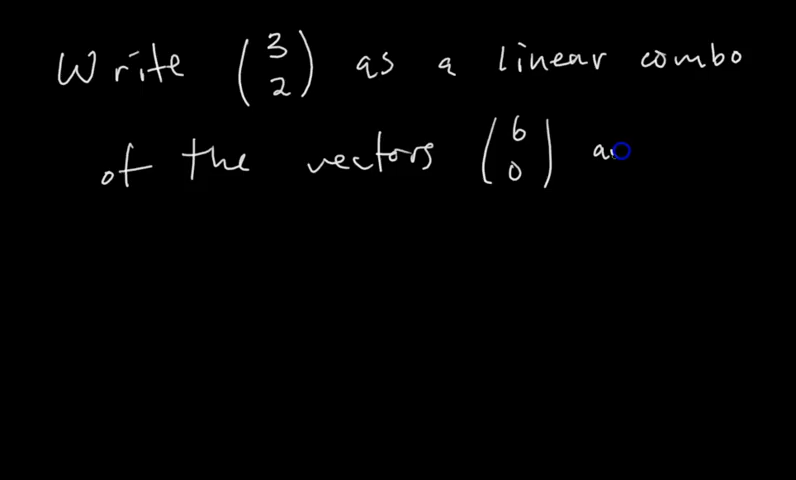 Write (3 2) as a linear combo
of the vectors (6 0)